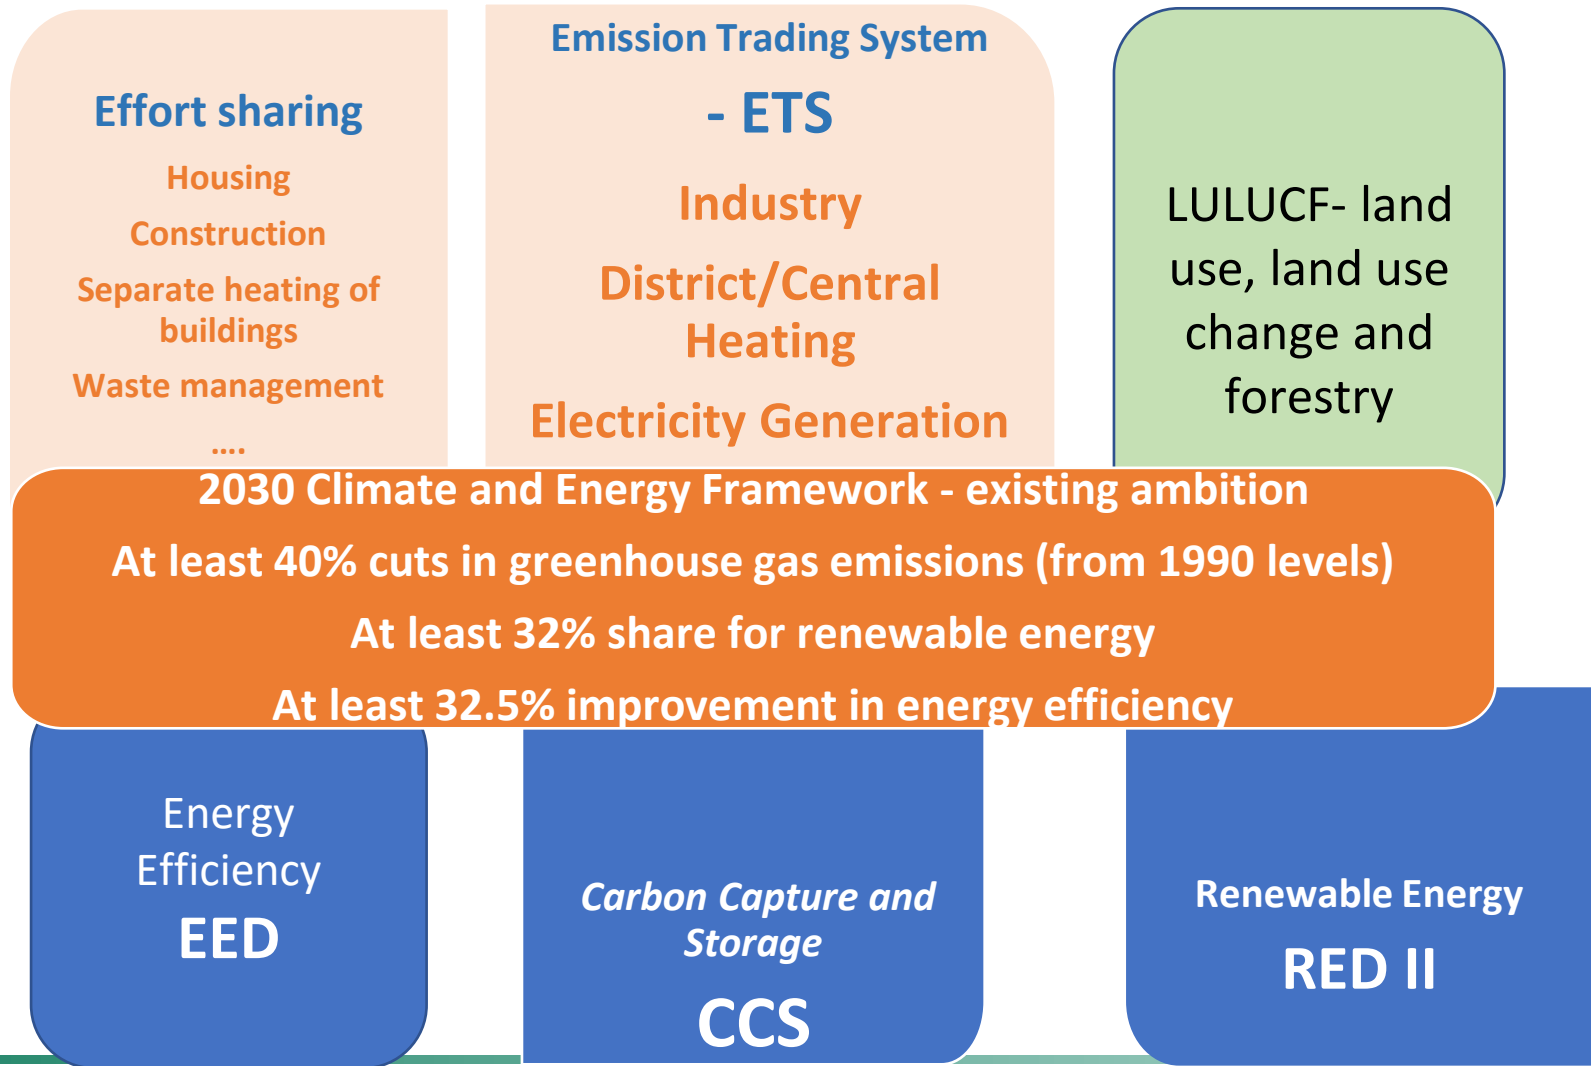 Effort sharing
Housing
Construction
Separate heating of
buildings
Waste management
....
Emission Trading System
- ETS
Industry
District/Central
Heating
Electricity Generation
LULUCF- land
use, land use
change and
forestry
2030 Climate and Energy Framework - existing ambition
At least 40% cuts in greenhouse gas emissions (from 1990 levels)
At least 32% share for renewable energy
At least 32.5% improvement in energy efficiency
Energy
Efficiency
EED
Carbon Capture and
Storage
CCS
Renewable Energy
RED II